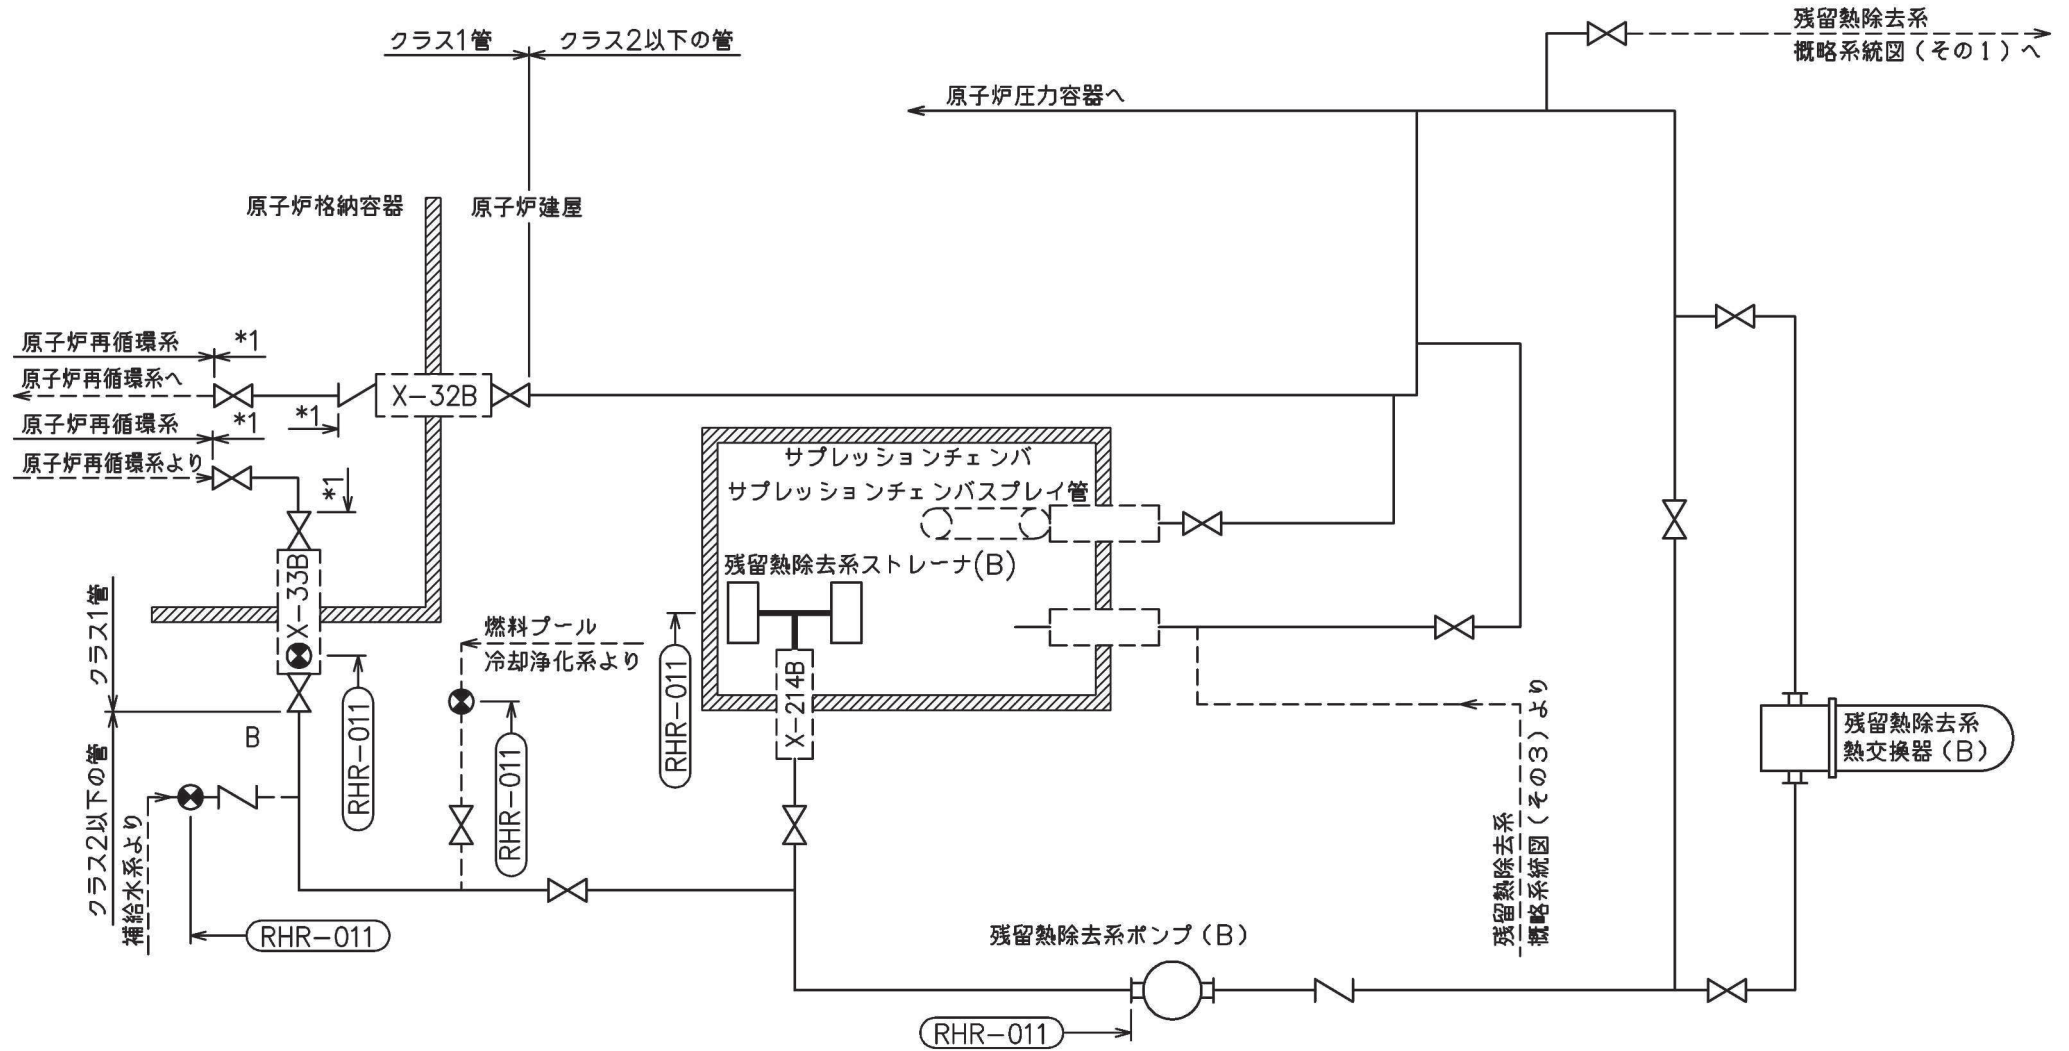 クラス1管
クラス2以下の管
残留熱除去系
概略系統図（その1）へ
原子炉圧力容器へ
原子炉格納容器
原子炉建屋
原子炉再循環系
*1
原子炉再循環系へ
X-32B
原子炉再循環系
*1
*1
原子炉再循環系より
*1
サプレッションチェンバ
サプレッションチェンバスプレイ管
残留熱除去系ストレーナ(B)
X-33B
クラス1管
クラス2以下の管
燃料プール
冷却浄化系より
RHR-011
RHR-011
RHR-011
X-214B
B
補給水系より
RHR-011
残留熱除去系
概略系統図（その3）より
残留熱除去系
熱交換器（B）
残留熱除去系ポンプ（B）
RHR-011